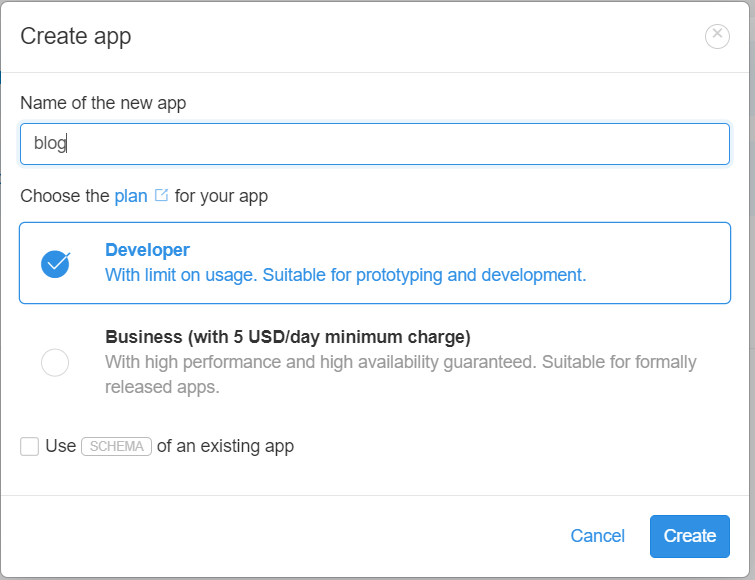 Create app
Name of the new app
blog
Choose the plan for your app
Developer
With limit on usage. Suitable for prototyping and development.
Business (with 5 USD/day minimum charge)
With high performance and high availability guaranteed. Suitable for formally
released apps.
Use SCHEMA of an existing app
Cancel Create